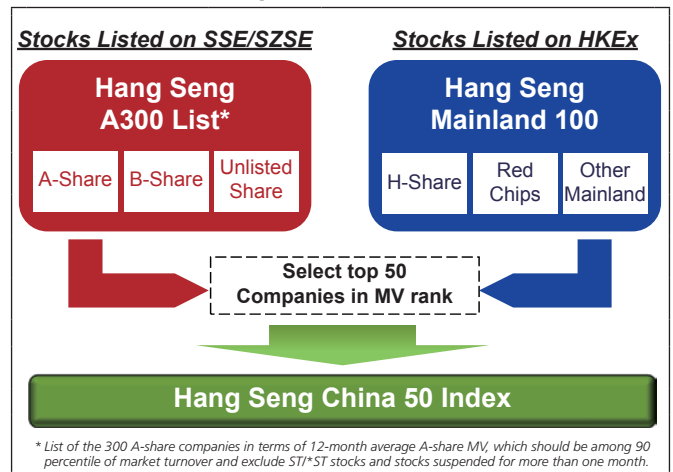 Stocks Listed on SSE/SZSE
Hang Seng
A300 List*
A-Share
B-Share
Unlisted
Share
Stocks Listed on HKEx
Hang Seng
Mainland 100
H-Share
Red
Chips
Other
Mainland
Select top 50
Companies in MV rank
Hang Seng China 50 Index
* List of the 300 A-share companies in terms of 12-month average A-share MV, which should be among 90
percentile of market turnover and exclude ST/*ST stocks and stocks suspended for more than one month.